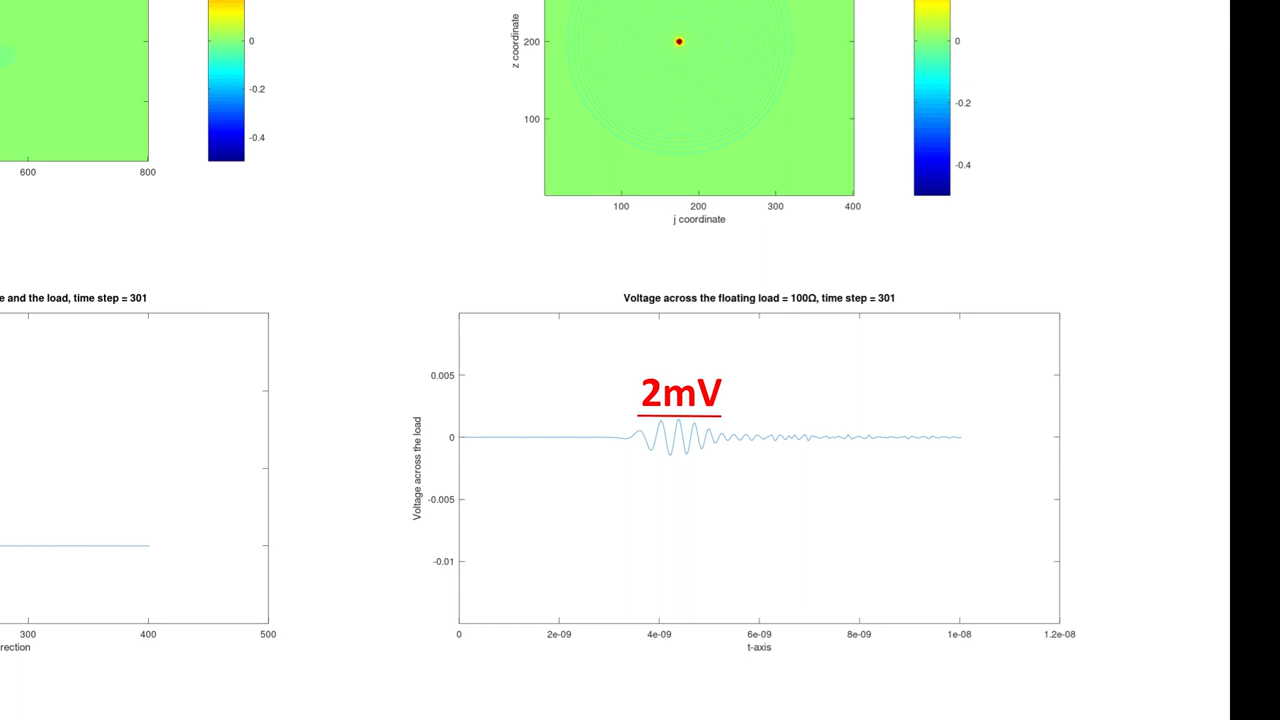 0
-0.2
-0.4
600
800
z coordinate
200
100
100
200
300
400
j coordinate
0
-0.2
-0.4
e and the load, time step = 301
300
400
500
rection
Voltage across the floating load = 100Ω, time step = 301
2mV
Voltage across the load
0.005
0
-0.005
-0.01
0
2e-09
4e-09
6e-09
8e-09
1e-08
1.2e-08
t-axis